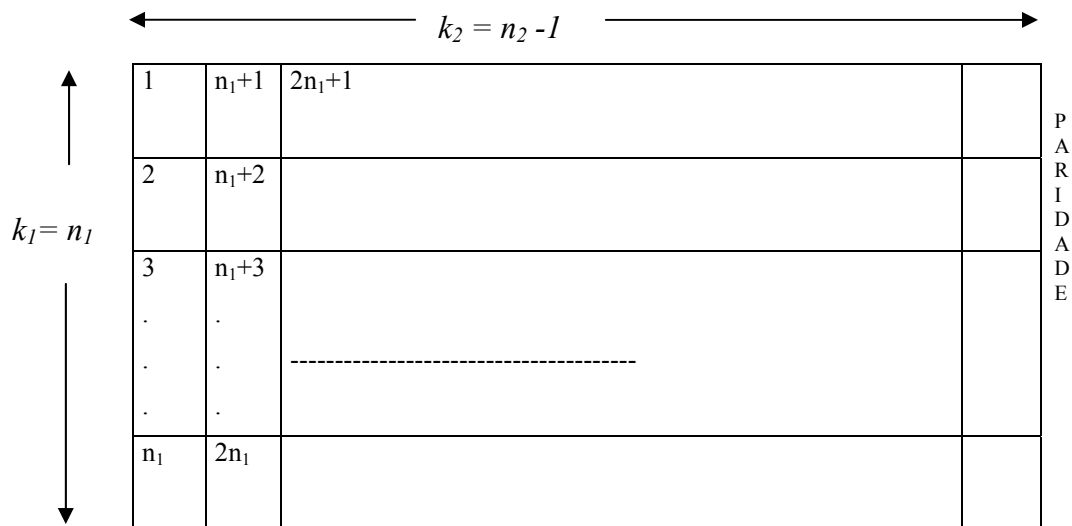 k₂ = n₂ -1
1 n₁+1 2n₁+1
2 n₁+2
k₁= n₁
3 n₁+3
. .
. . --------------------------------------
. .
n₁ 2n₁
P
A
R
I
D
A
D
E